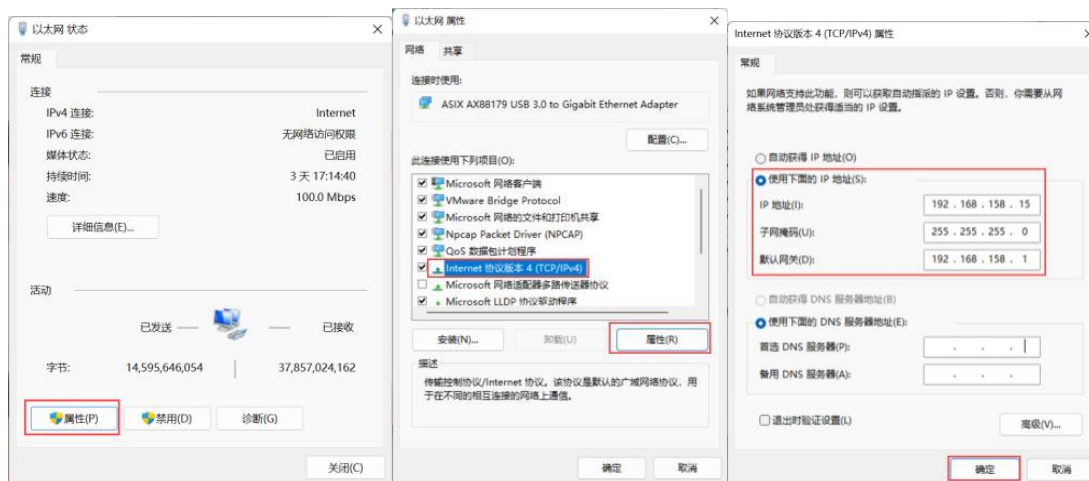 以太网 状态
常规
连接
IPv4 连接: Internet
IPv6 连接: 无网络访问权限
媒体状态: 已启用
持续时间: 3 天 17:14:40
速度: 100.0 Mbps
详细信息(E)...
活动
已发送 — — 已接收
字节: 14,595,646,054 | 37,857,024,162
属性(P) 禁用(D) 诊断(G)
关闭(C)
以太网 属性
网络 共享
连接时使用:
ASIX AX88179 USB 3.0 to Gigabit Ethernet Adapter
配置(C)...
此连接使用下列项目(O):
Microsoft 网络客户端
VMware Bridge Protocol
Microsoft 网络的文件和打印机共享
Npcap Packet Driver (NPCAP)
QoS 数据包计划程序
Internet 协议版本 4 (TCP/IPv4)
Microsoft 网络适配器多路传送器协议
Microsoft LLDP 协议驱动程序
安装(N)... 卸载(U) 属性(R)
描述
传输控制协议/Internet 协议。该协议是默认的广域网络协议，用
于在不同的相互连接的网络上通信。
确定 取消
Internet 协议版本 4 (TCP/IPv4) 属性
常规
如果网络支持此功能，则可以获取自动指派的 IP 设置。否则，你需要从网
络系统管理员处获得适当的 IP 设置。
自动获得 IP 地址(O)
使用下面的 IP 地址(S):
IP 地址(I): 192 . 168 . 158 . 15
子网掩码(U): 255 . 255 . 255 . 0
默认网关(D): 192 . 168 . 158 . 1
自动获得 DNS 服务器地址(B)
使用下面的 DNS 服务器地址(E):
首选 DNS 服务器(P): . . .
备用 DNS 服务器(A): . . .
退出时验证设置(L)
高级(V)...
确定 取消